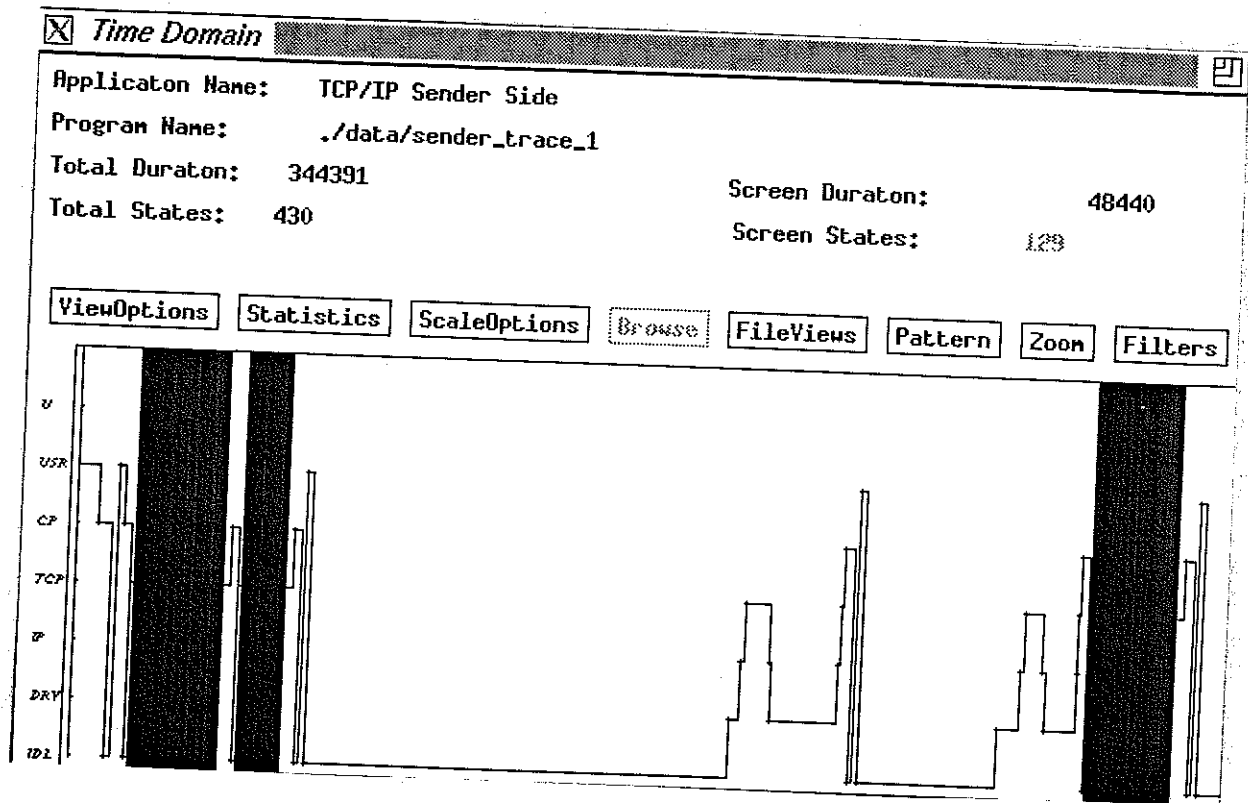 Time Domain
Applicaton Name: TCP/IP Sender Side
Program Name: ./data/sender_trace_1
Total Duraton: 344391
Screen Duraton: 48440
Total States: 430
Screen States: 129
ViewOptions Statistics ScaleOptions Browse FileViews Pattern Zoom Filters
U
USR
CP
TCP
IP
DRV
IDL